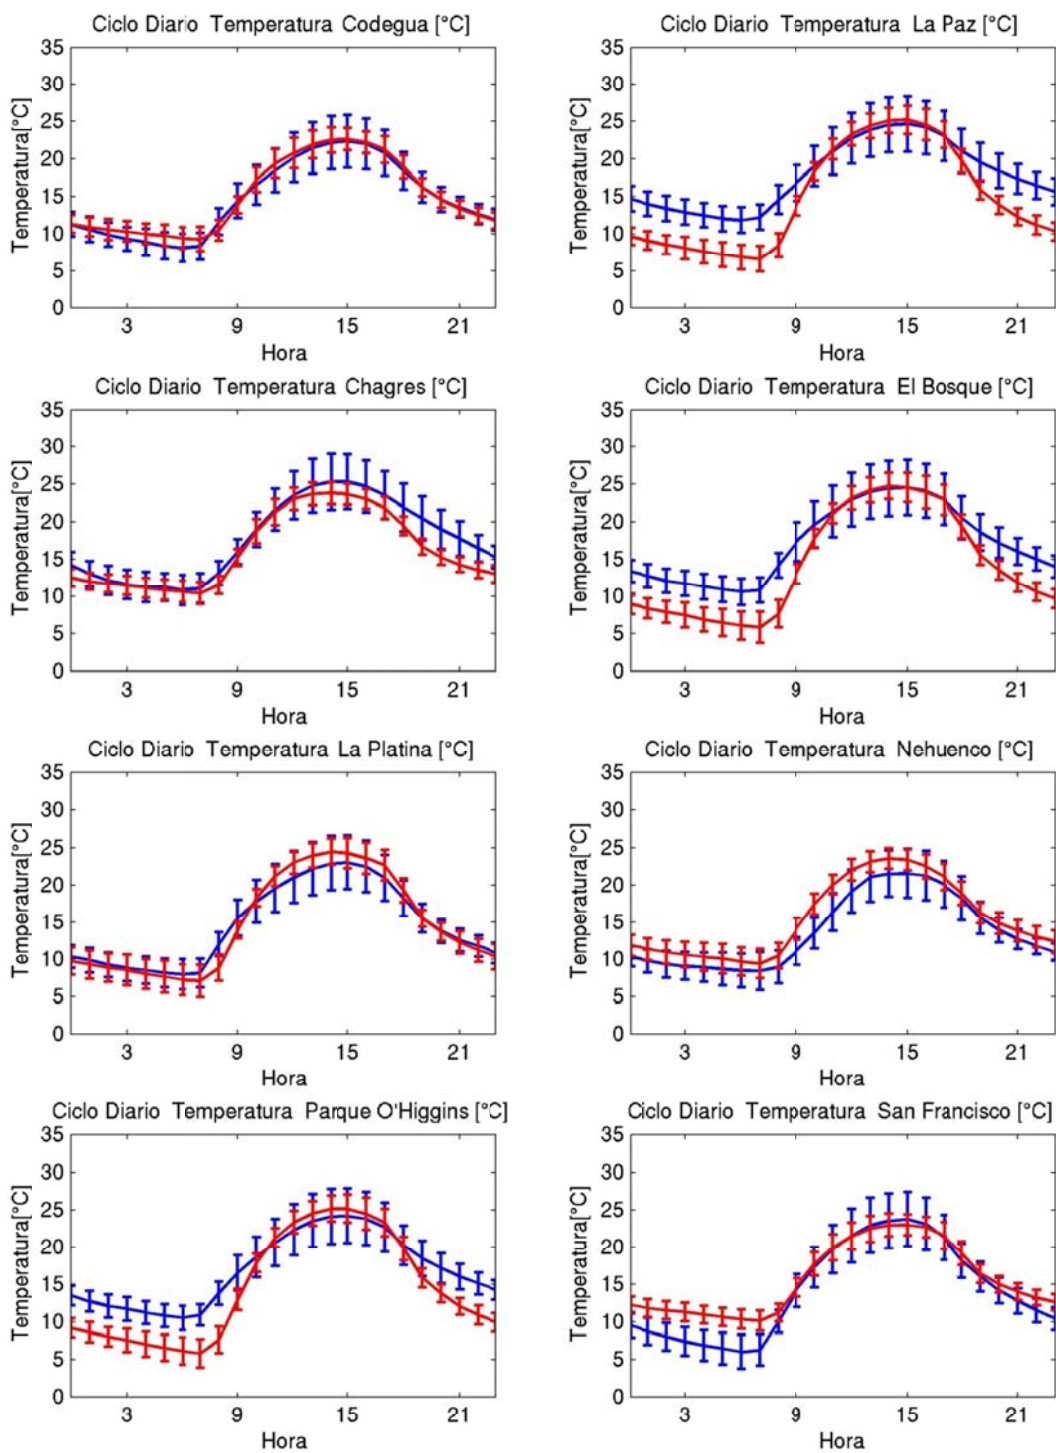 Ciclo Diario Temperatura Codegua [°C]
35
30
25
20
15
10
5
0
Temperatura[°C]
3 9 15 21
Hora
Ciclo Diario Temperatura La Paz [°C]
35
30
25
20
15
10
5
0
Temperatura[°C]
3 9 15 21
Hora
Ciclo Diario Temperatura Chagres [°C]
35
30
25
20
15
10
5
0
Temperatura[°C]
3 9 15 21
Hora
Ciclo Diario Temperatura El Bosque [°C]
35
30
25
20
15
10
5
0
Temperatura[°C]
3 9 15 21
Hora
Ciclo Diario Temperatura La Platina [°C]
35
30
25
20
15
10
5
0
Temperatura[°C]
3 9 15 21
Hora
Ciclo Diario Temperatura Nehuenco [°C]
35
30
25
20
15
10
5
0
Temperatura[°C]
3 9 15 21
Hora
Ciclo Diario Temperatura Parque O'Higgins [°C]
35
30
25
20
15
10
5
0
Temperatura[°C]
3 9 15 21
Hora
Ciclo Diario Temperatura San Francisco [°C]
35
30
25
20
15
10
5
0
Temperatura[°C]
3 9 15 21
Hora